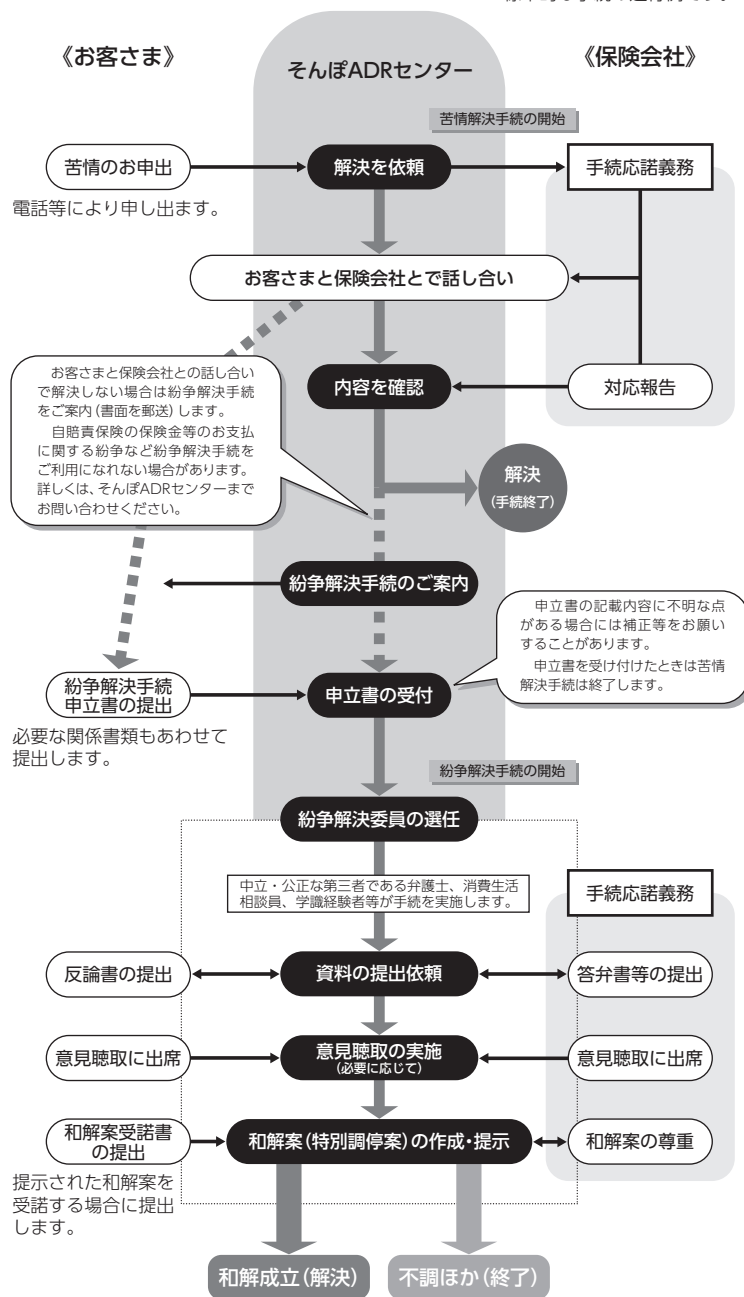 《お客さま》
そんぽADRセンター
《保険会社》
苦情解決手続の開始
苦情のお申出
解決を依頼
手続応諾義務
電話等により申し出ます。
お客さまと保険会社とで話し合い
お客さまと保険会社との話し合い
で解決しない場合は紛争解決手続
をご案内(書面を郵送)します。
自賠責保険の保険金等のお支払
に関する紛争など紛争解決手続を
ご利用になれない場合があります。
詳しくは、そんぽADRセンターまで
お問い合わせください。
内容を確認
対応報告
解決
(手続終了)
紛争解決手続のご案内
申立書の記載内容に不明な点
がある場合には補正等をお願い
することがあります。
申立書を受け付けたときは苦情
解決手続は終了します。
紛争解決手続
申立書の提出
申立書の受付
必要な関係書類もあわせて
提出します。
紛争解決手続の開始
紛争解決委員の選任
中立・公正な第三者である弁護士、消費生活
相談員、学識経験者等が手続を実施します。
手続応諾義務
反論書の提出
資料の提出依頼
答弁書等の提出
意見聴取に出席
意見聴取の実施
(必要に応じて)
意見聴取に出席
和解案受諾書
の提出
和解案(特別調停案)の作成・提示
和解案の尊重
提示された和解案を
受諾する場合に提出
します。
和解成立(解決)
不調ほか(終了)